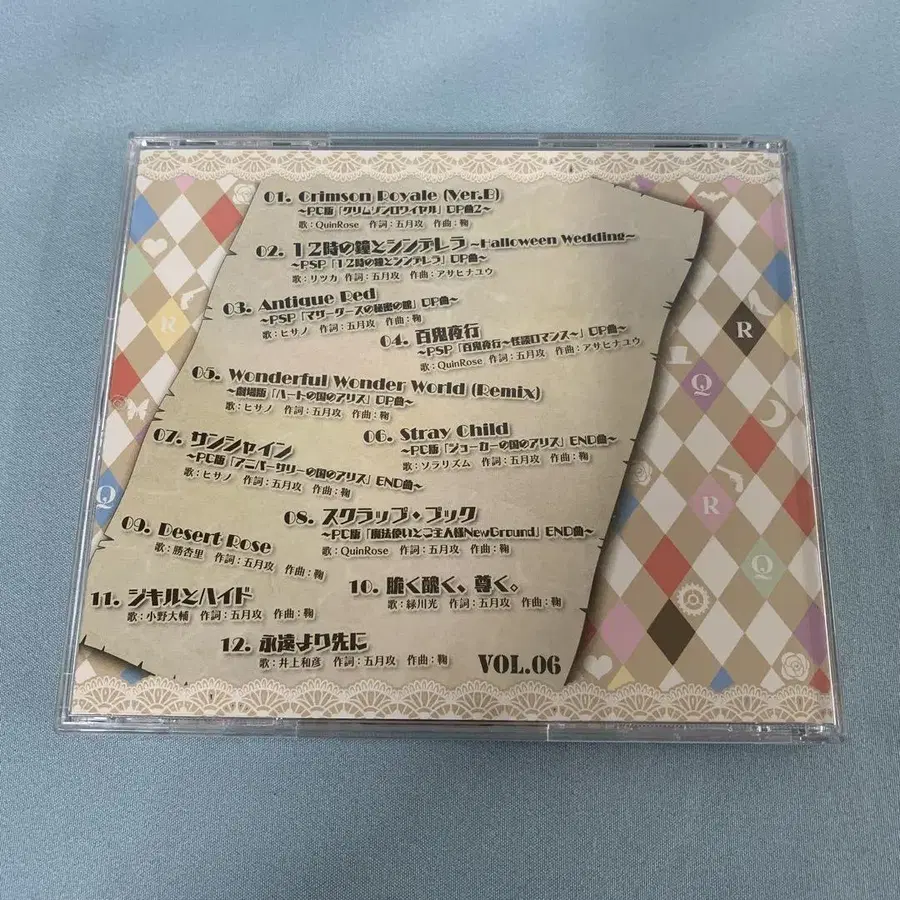 01. Crimson Royale (Ver.B)
～PC版「クリムゾンロワイヤル」OP曲2～
歌：QuinRose 作詞：五月攻 作曲：鞠
02. 12時の鐘とシンデレラ ～Halloween Wedding～
～PSP「12時の鐘とシンデレラ」OP曲～
歌：リツカ 作詞：五月攻 作曲：アサヒナユウ
03. Antique Red
～PSP「マザーグースの秘密の館」OP曲～
歌：ヒサノ 作詞：五月攻 作曲：鞠
04. 百鬼夜行
～PSP「百鬼夜行～怪談ロマンス～」OP曲～
歌：QuinRose 作詞：五月攻 作曲：アサヒナユウ
05. Wonderful Wonder World (Remix)
～劇場版「ハートの国のアリス」OP曲～
歌：ヒサノ 作詞：五月攻 作曲：鞠
06. Stray Child
～PC版「ジョーカーの国のアリス」END曲～
歌：ソラリズム 作詞：五月攻 作曲：鞠
07. サンシャイン
～PC版「アニバーサリーの国のアリス」END曲～
歌：ヒサノ 作詞：五月攻 作曲：鞠
08. スクラップ・ブック
～PC版「魔法使いとご主人様NewGround」END曲～
歌：QuinRose 作詞：五月攻 作曲：鞠
09. Desert Rose
歌：勝杏里 作詞：五月攻 作曲：鞠
10. 脆く醜く、尊く。
歌：緑川光 作詞：五月攻 作曲：鞠
11. ジキルとハイド
歌：小野大輔 作詞：五月攻 作曲：鞠
12. 永遠より先に
歌：井上和彦 作詞：五月攻 作曲：鞠
VOL.06
R
R
Q
Q
R
Q